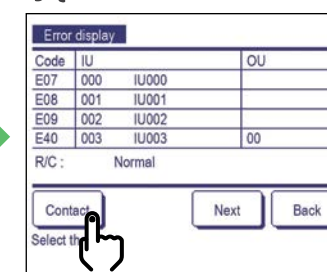 Error display
Code IU OU
E07 000 IU000
E08 001 IU001
E09 002 IU002
E40 003 IU003 00
R/C : Normal
Contact Next Back
Select